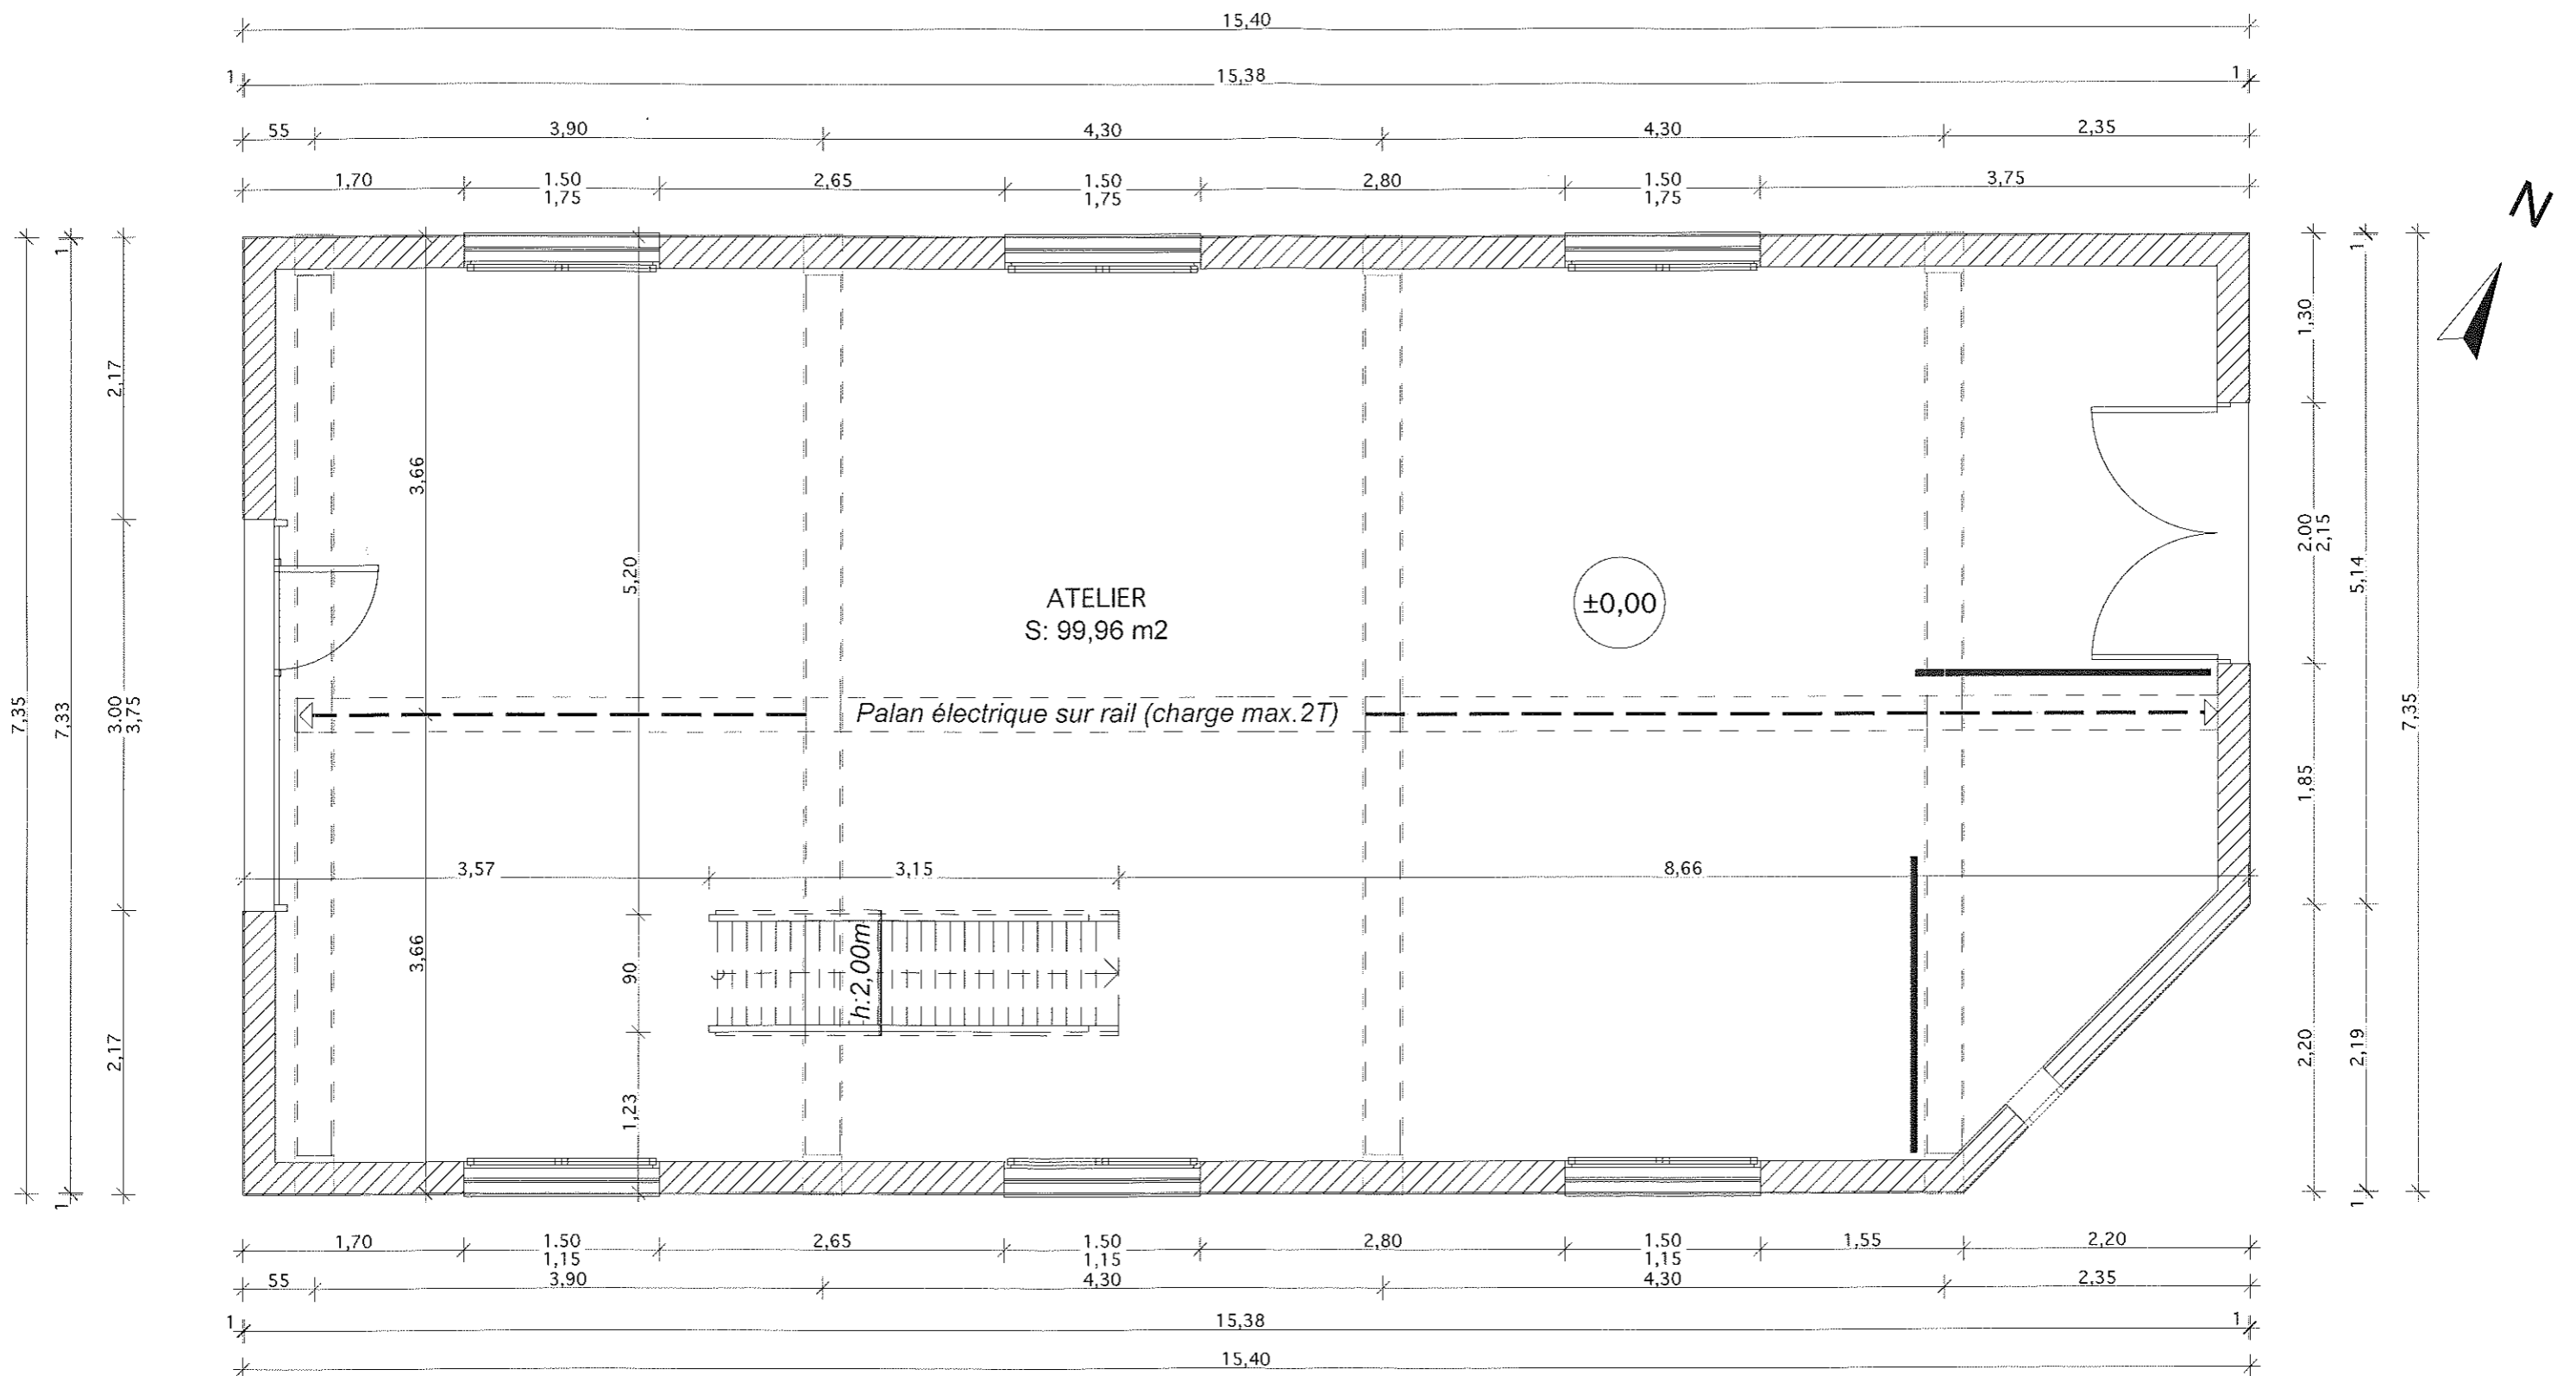 15,40
1 15,38 1
55 3,90 4,30 4,30 2,35
1,70 1.50 2,65 1.50 2,80 1.50 3,75
1,75 1,75 1,75
N
7,35
1
7,33
1
2,17
3.00
3,75
2,17
3,66
3,66
5,20
90
1,23
ATELIER
S: 99,96 m2
±0,00
Palan électrique sur rail (charge max.2T)
3,57 3,15 8,66
h:2,00m
1,30
2.00
2,15
1,85
2,20
1
5,14
2,19
1
7,35
1,70 1.50 2,65 1.50 2,80 1.50 1,55 2,20
1,15 1,15 1,15
55 3,90 4,30 4,30 2,35
1 15,38 1
15,40